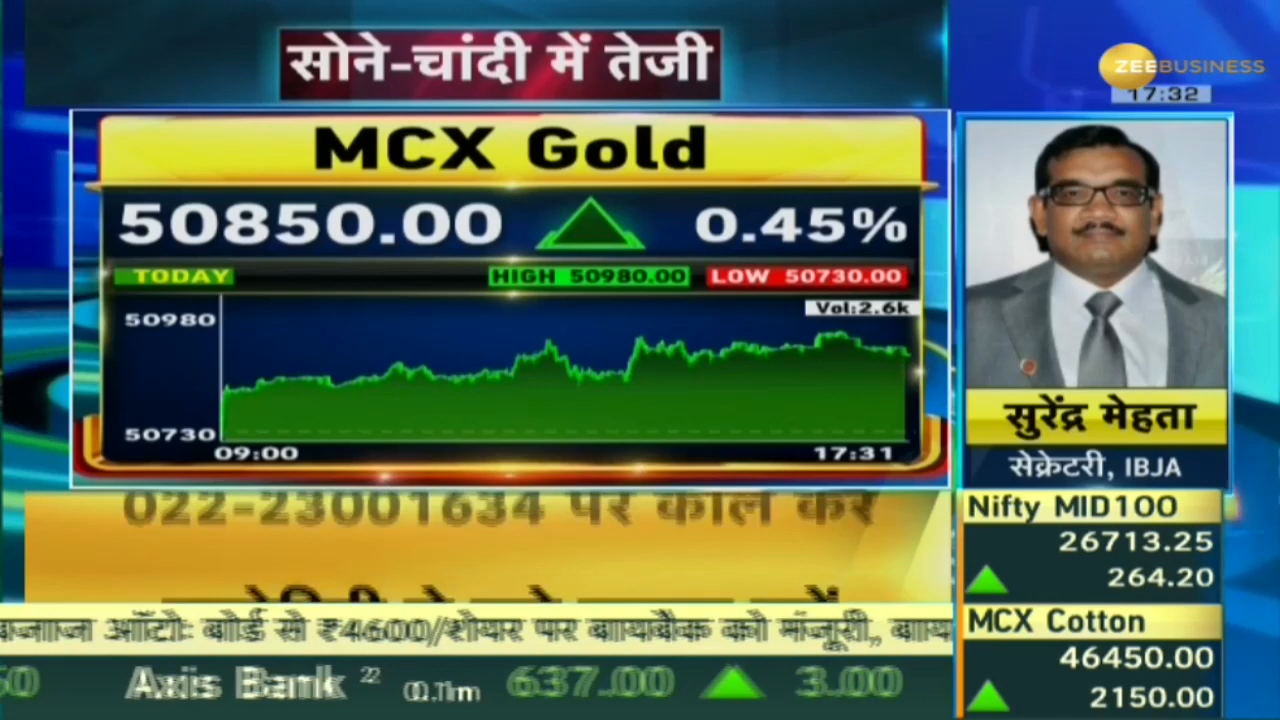 सोने-चांदी में तेजी
ZEEBUSINESS
17:32
MCX Gold
50850.00 0.45%
TODAY HIGH 50980.00 LOW 50730.00
Vol:2.6k
50980
50730
09:00 17:31
सुरेंद्र मेहता
सेक्रेटरी, IBJA
022-23001634 पर काल कर
Nifty MID100
26713.25
264.20
MCX Cotton
46450.00
2150.00
बजाज ऑटो: बोर्ड से ₹4600/शेयर पर बायबैक को मंजूरी, बाय
Axis Bank 22 0.1m 637.00 3.00